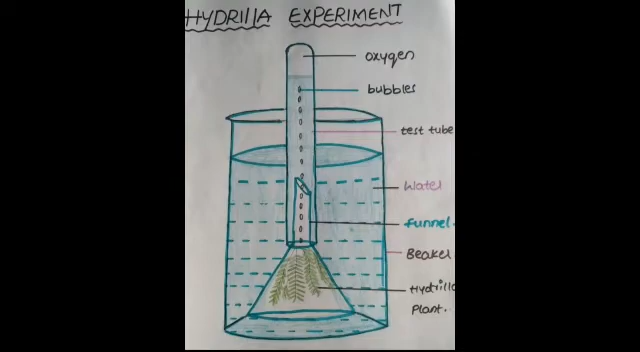 HYDRILLA EXPERIMENT
oxygen
bubbles
test tube
Water
funnel.
Beaker
Hydrilla
Plant.